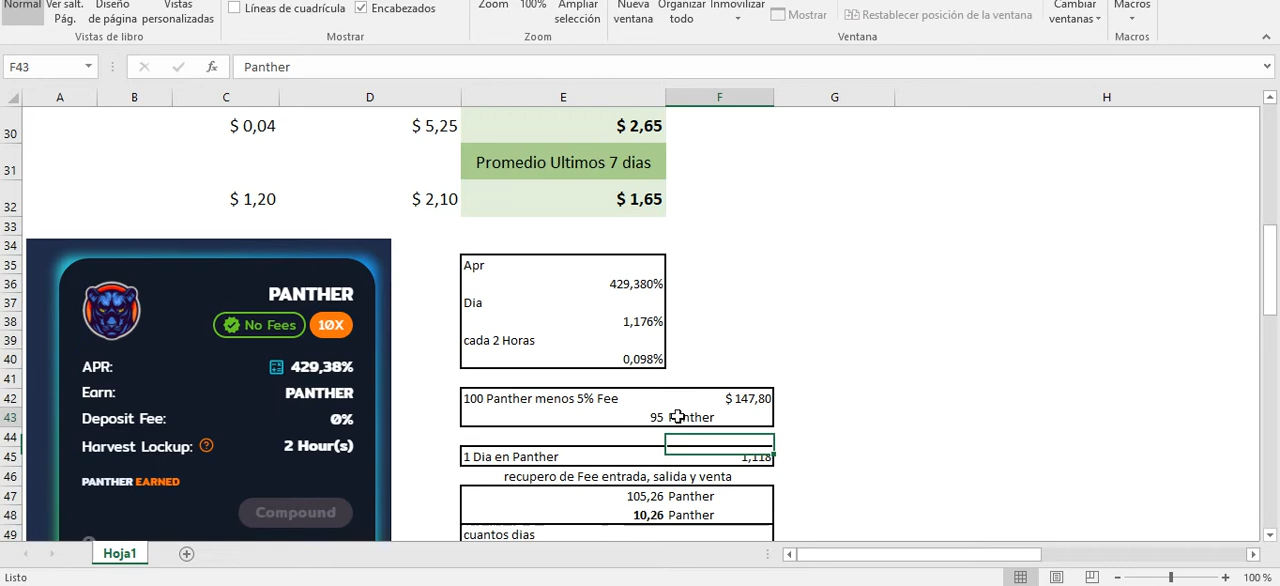 Normal Ver salt. Diseño Vistas
Pág. de página personalizadas
Vistas de libro
Líneas de cuadrícula Encabezados
Mostrar
Zoom 100% Ampliar
selección
Zoom
Nueva Organizar Inmovilizar
ventana todo
Mostrar
Restablecer posición de la ventana
Cambiar
ventanas
Ventana
Macros
Macros
F43 fx Panther
A B C D E F G H
30 $ 0,04 $ 5,25 $ 2,65
31 Promedio Ultimos 7 dias
32 $ 1,20 $ 2,10 $ 1,65
33
34
35 Apr
36 429,380%
37 Dia
38 1,176%
39 cada 2 Horas
40 0,098%
41
42 100 Panther menos 5% Fee $ 147,80
43 95 Panther
44
45 1 Dia en Panther 1,118
46 recupero de Fee entrada, salida y venta
47 105,26 Panther
48 10,26 Panther
49 cuantos dias
PANTHER
No Fees 10X
APR: 429,38%
Earn: PANTHER
Deposit Fee: 0%
Harvest Lockup: ? 2 Hour(s)
PANTHER EARNED
Compound
Hoja1
Listo
100 %